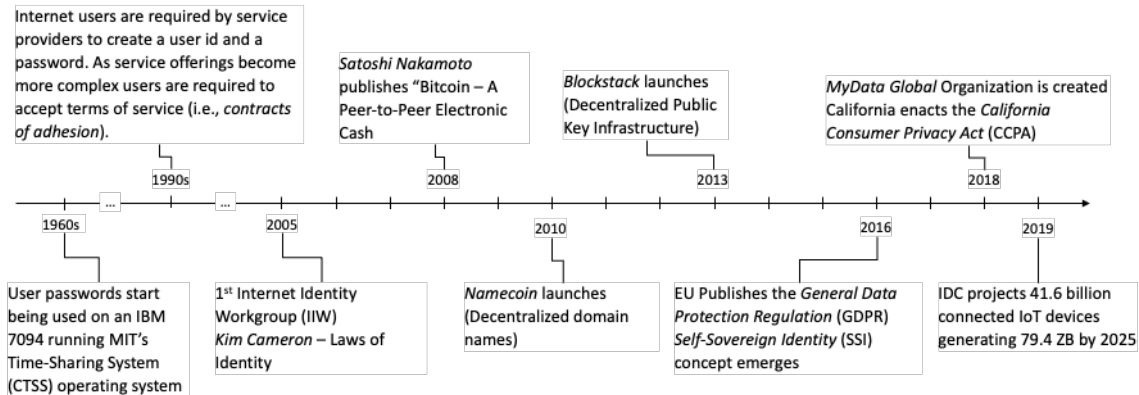 Internet users are required by service
providers to create a user id and a
password. As service offerings become
more complex users are required to
accept terms of service (i.e., contracts
of adhesion).
Satoshi Nakamoto
publishes “Bitcoin – A
Peer-to-Peer Electronic
Cash
Blockstack launches
(Decentralized Public
Key Infrastructure)
MyData Global Organization is created
California enacts the California
Consumer Privacy Act (CCPA)
1990s
2008
2013
2018
...
...
1960s
2005
2010
2016
2019
User passwords start
being used on an IBM
7094 running MIT’s
Time-Sharing System
(CTSS) operating system
1st Internet Identity
Workgroup (IIW)
Kim Cameron – Laws of
Identity
Namecoin launches
(Decentralized domain
names)
EU Publishes the General Data
Protection Regulation (GDPR)
Self-Sovereign Identity (SSI)
concept emerges
IDC projects 41.6 billion
connected IoT devices
generating 79.4 ZB by 2025